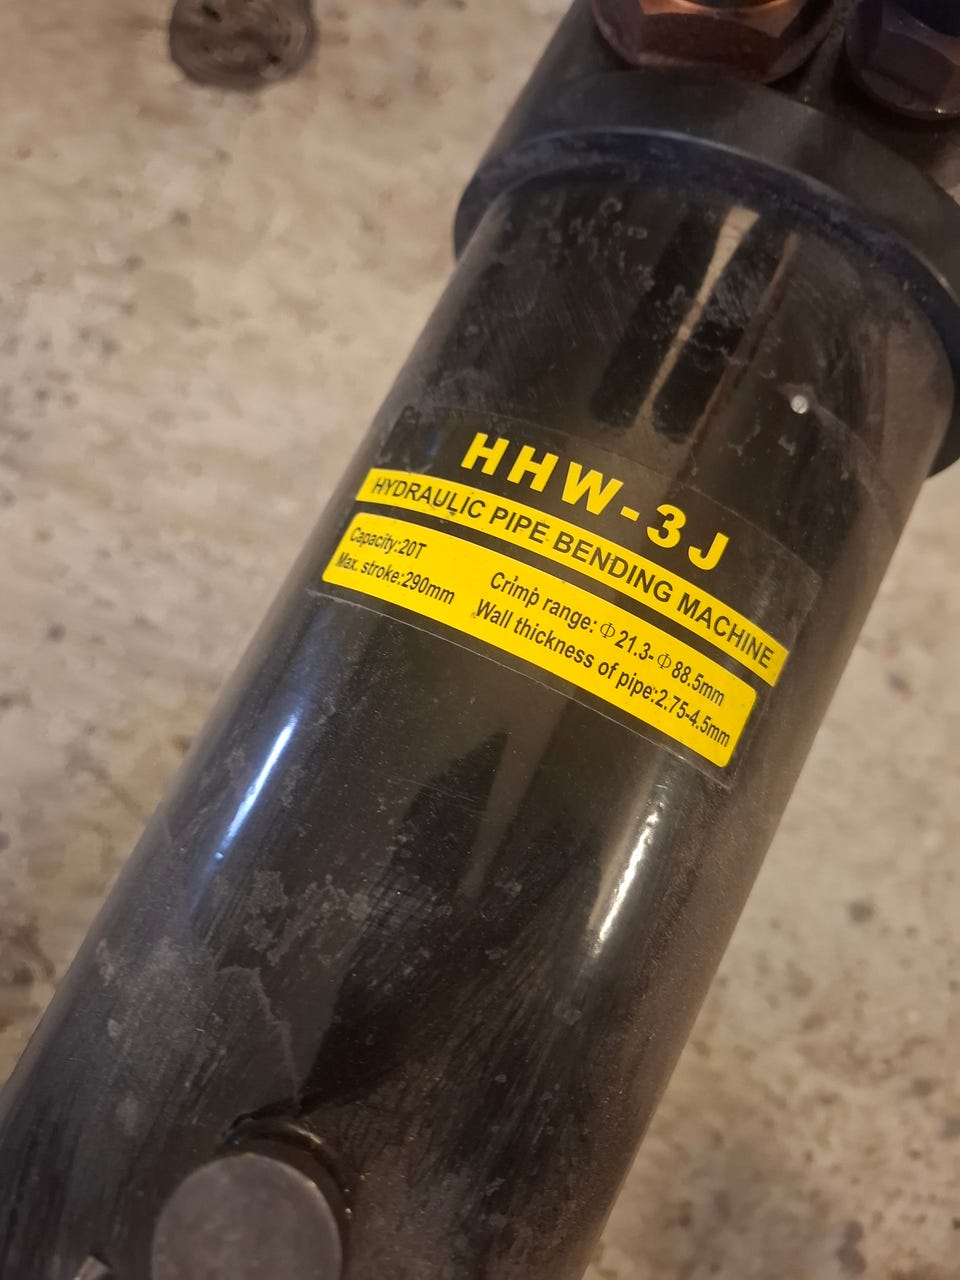 HHW-3J
HYDRAULIC PIPE BENDING MACHINE
Capacity:20T
Max. stroke:290mm
Crimp range: Φ21.3-Φ88.5mm
Wall thickness of pipe:2.75-4.5mm